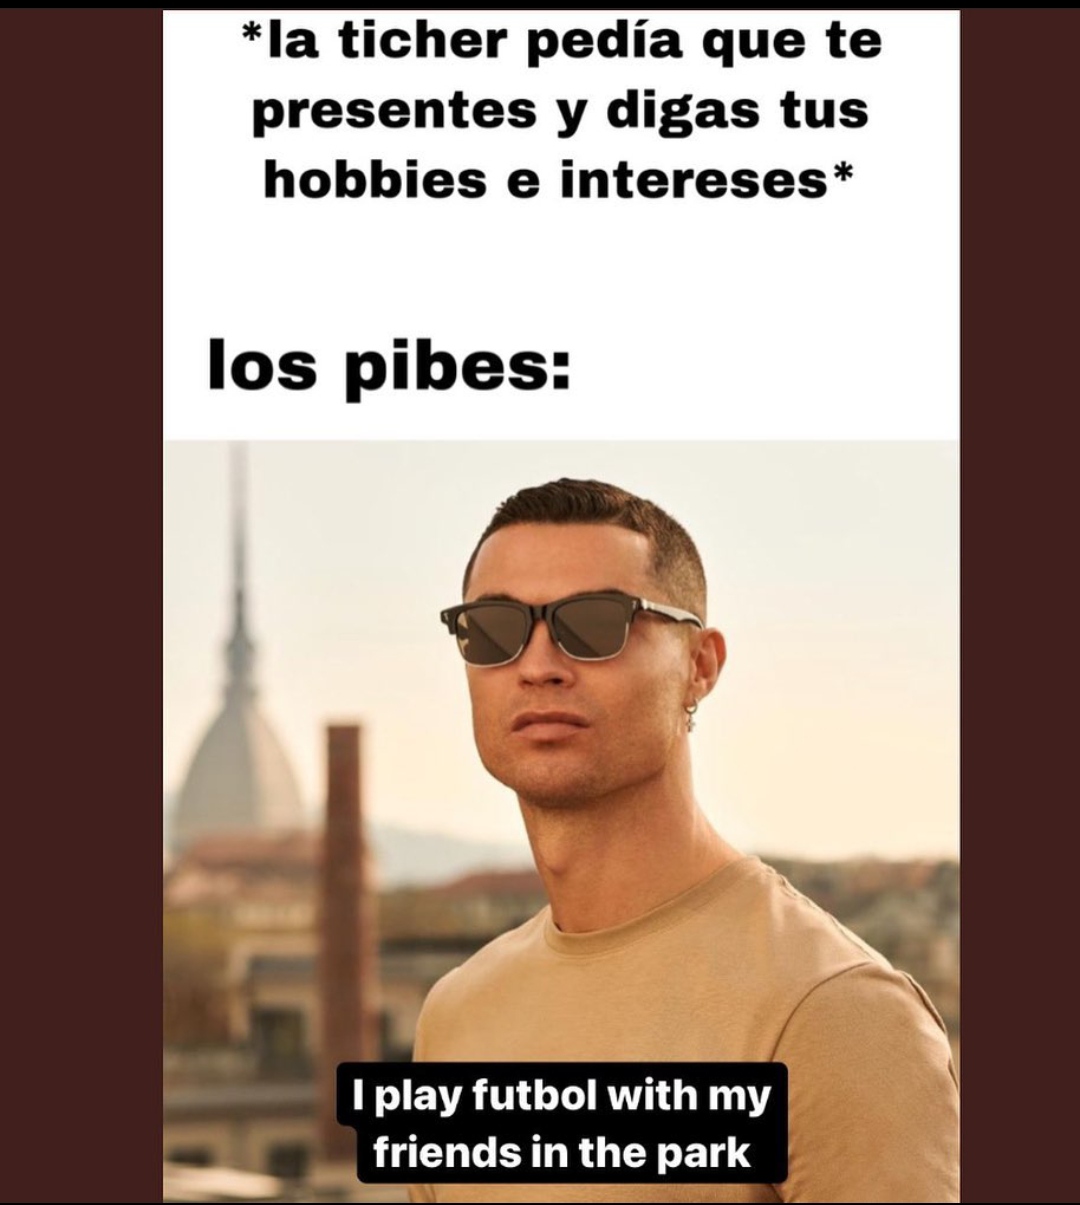 *la ticher pedía que te
presentes y digas tus
hobbies e intereses*
los pibes:
I play futbol with my
friends in the park